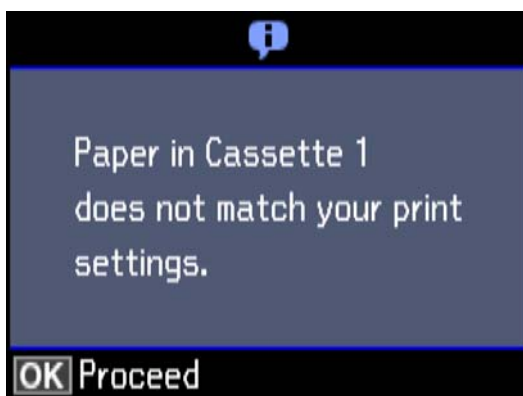 Paper in Cassette 1
does not match your print
settings.
OK Proceed